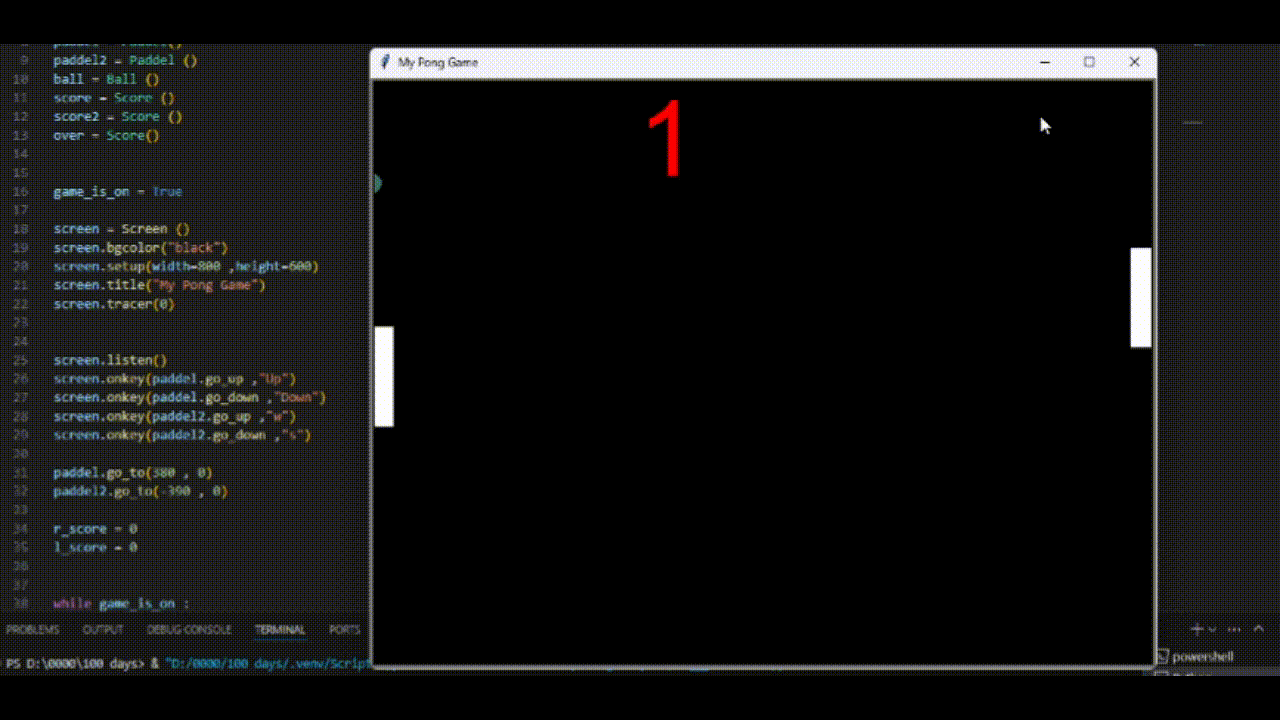 9 paddel2 = Paddel ()
10 ball = Ball ()
11 score = Score ()
12 score2 = Score ()
13 over = Score()
14
15
16 game_is_on = True
17
18 screen = Screen ()
19 screen.bgcolor("black")
20 screen.setup(width=800 ,height=600)
21 screen.title("My Pong Game")
22 screen.tracer(0)
23
24
25 screen.listen()
26 screen.onkey(paddel.go_up ,"Up")
27 screen.onkey(paddel.go_down ,"Down")
28 screen.onkey(paddel2.go_up ,"w")
29 screen.onkey(paddel2.go_down ,"s")
30
31 paddel.go_to(380 , 0)
32 paddel2.go_to(-390 , 0)
33
34 r_score = 0
35 l_score = 0
36
37
38 while game_is_on :
PROBLEMS OUTPUT DEBUG CONSOLE TERMINAL PORTS
PS D:\0000\100 days> & "D:/0000/100 days/.venv/Script
My Pong Game
1
powershell